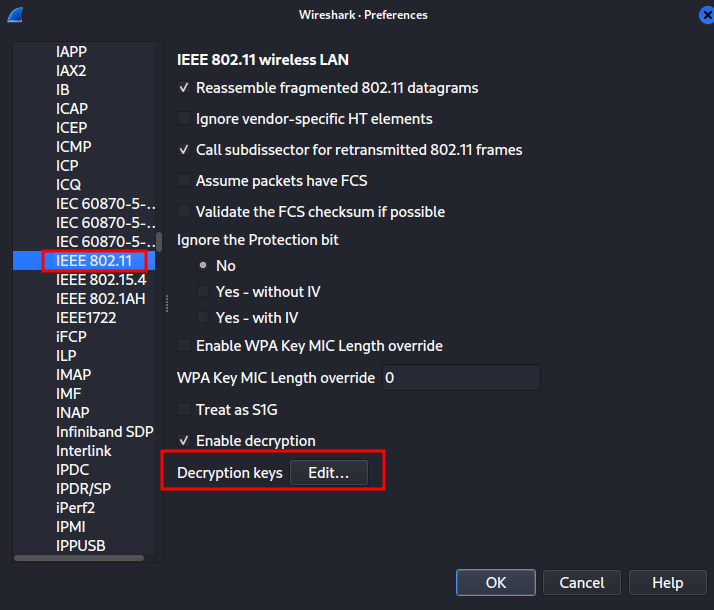 Wireshark · Preferences
IAPP
IAX2
IB
ICAP
ICEP
ICMP
ICP
ICQ
IEC 60870-5-…
IEC 60870-5-…
IEC 60870-5-…
IEEE 802.11
IEEE 802.15.4
IEEE 802.1AH
IEEE1722
iFCP
ILP
IMAP
IMF
INAP
Infiniband SDP
Interlink
IPDC
IPDR/SP
iPerf2
IPMI
IPPUSB
IEEE 802.11 wireless LAN
Reassemble fragmented 802.11 datagrams
Ignore vendor-specific HT elements
Call subdissector for retransmitted 802.11 frames
Assume packets have FCS
Validate the FCS checksum if possible
Ignore the Protection bit
No
Yes - without IV
Yes - with IV
Enable WPA Key MIC Length override
WPA Key MIC Length override 0
Treat as S1G
Enable decryption
Decryption keys Edit…
OK Cancel Help